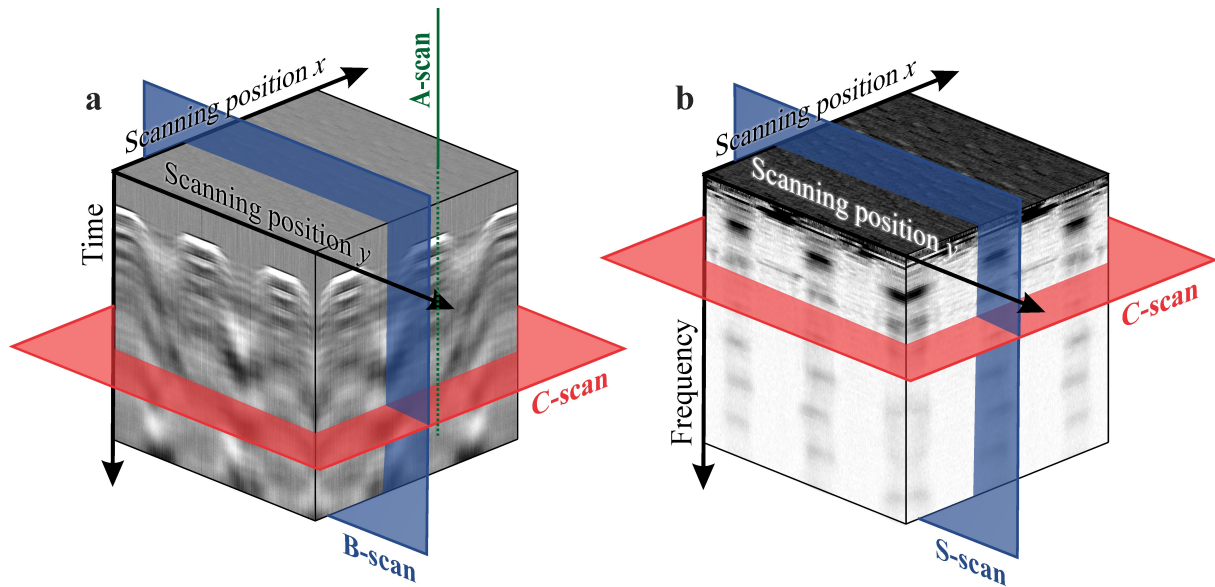 a
Scanning position x
A-scan
Scanning position y
Time
C-scan
B-scan
b
Scanning position x
Scanning position y
Frequency
C-scan
S-scan